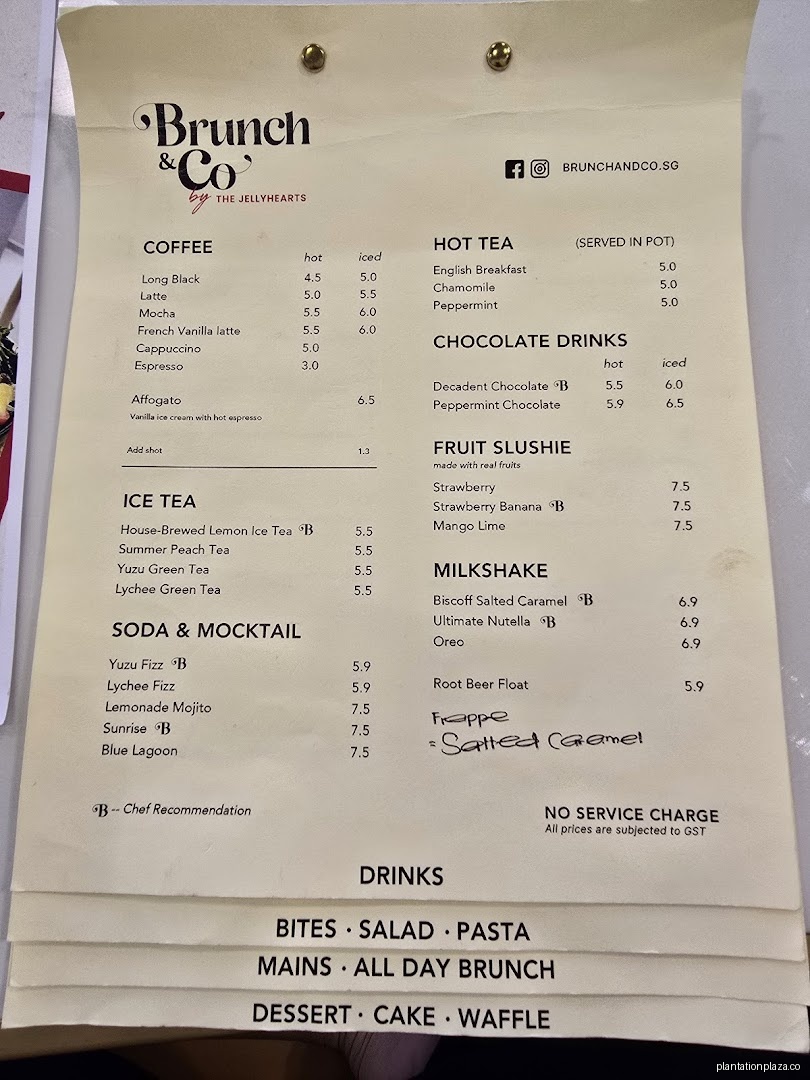 Brunch
& Co
by THE JELLYHEARTS
BRUNCHANDCO.SG
COFFEE
hot iced
Long Black 4.5 5.0
Latte 5.0 5.5
Mocha 5.5 6.0
French Vanilla latte 5.5 6.0
Cappuccino 5.0
Espresso 3.0
Affogato 6.5
Vanilla ice cream with hot espresso
Add shot 1.3
ICE TEA
House-Brewed Lemon Ice Tea B 5.5
Summer Peach Tea 5.5
Yuzu Green Tea 5.5
Lychee Green Tea 5.5
SODA & MOCKTAIL
Yuzu Fizz B 5.9
Lychee Fizz 5.9
Lemonade Mojito 7.5
Sunrise B 7.5
Blue Lagoon 7.5
B -- Chef Recommendation
HOT TEA (SERVED IN POT)
English Breakfast 5.0
Chamomile 5.0
Peppermint 5.0
CHOCOLATE DRINKS
hot iced
Decadent Chocolate B 5.5 6.0
Peppermint Chocolate 5.9 6.5
FRUIT SLUSHIE
made with real fruits
Strawberry 7.5
Strawberry Banana B 7.5
Mango Lime 7.5
MILKSHAKE
Biscoff Salted Caramel B 6.9
Ultimate Nutella B 6.9
Oreo 6.9
Root Beer Float 5.9
Frappe
= Salted Caramel
NO SERVICE CHARGE
All prices are subjected to GST
DRINKS
BITES · SALAD · PASTA
MAINS · ALL DAY BRUNCH
DESSERT · CAKE · WAFFLE
plantationplaza.co